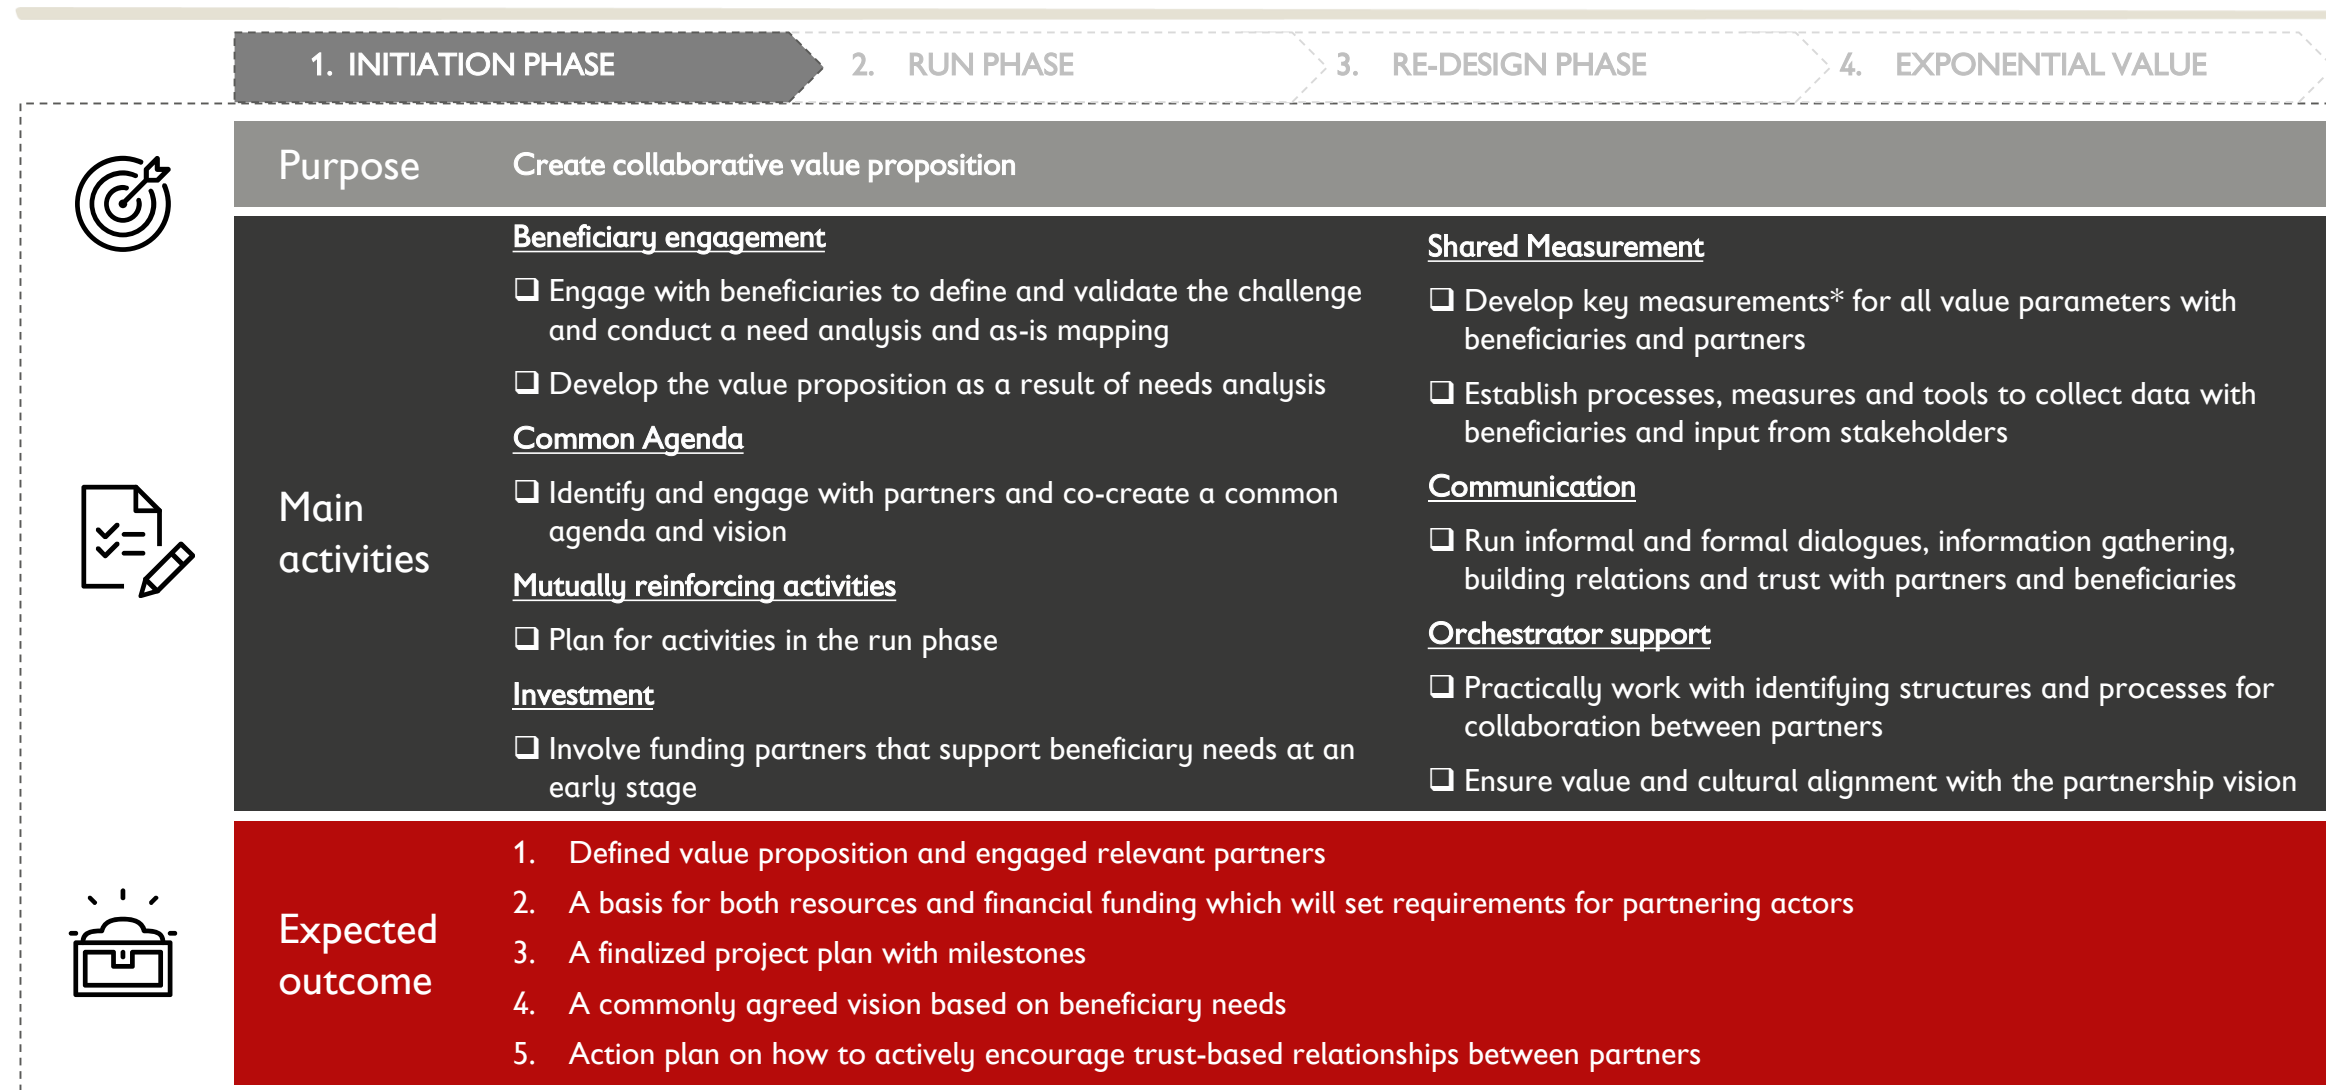 1. INITIATION PHASE
2. RUN PHASE
3. RE-DESIGN PHASE
4. EXPONENTIAL VALUE
Purpose
Create collaborative value proposition
Main
activities
Beneficiary engagement
❑ Engage with beneficiaries to define and validate the challenge
and conduct a need analysis and as-is mapping
❑ Develop the value proposition as a result of needs analysis
Common Agenda
❑ Identify and engage with partners and co-create a common
agenda and vision
Mutually reinforcing activities
❑ Plan for activities in the run phase
Investment
❑ Involve funding partners that support beneficiary needs at an
early stage
Shared Measurement
❑ Develop key measurements* for all value parameters with
beneficiaries and partners
❑ Establish processes, measures and tools to collect data with
beneficiaries and input from stakeholders
Communication
❑ Run informal and formal dialogues, information gathering,
building relations and trust with partners and beneficiaries
Orchestrator support
❑ Practically work with identifying structures and processes for
collaboration between partners
❑ Ensure value and cultural alignment with the partnership vision
Expected
outcome
1. Defined value proposition and engaged relevant partners
2. A basis for both resources and financial funding which will set requirements for partnering actors
3. A finalized project plan with milestones
4. A commonly agreed vision based on beneficiary needs
5. Action plan on how to actively encourage trust-based relationships between partners